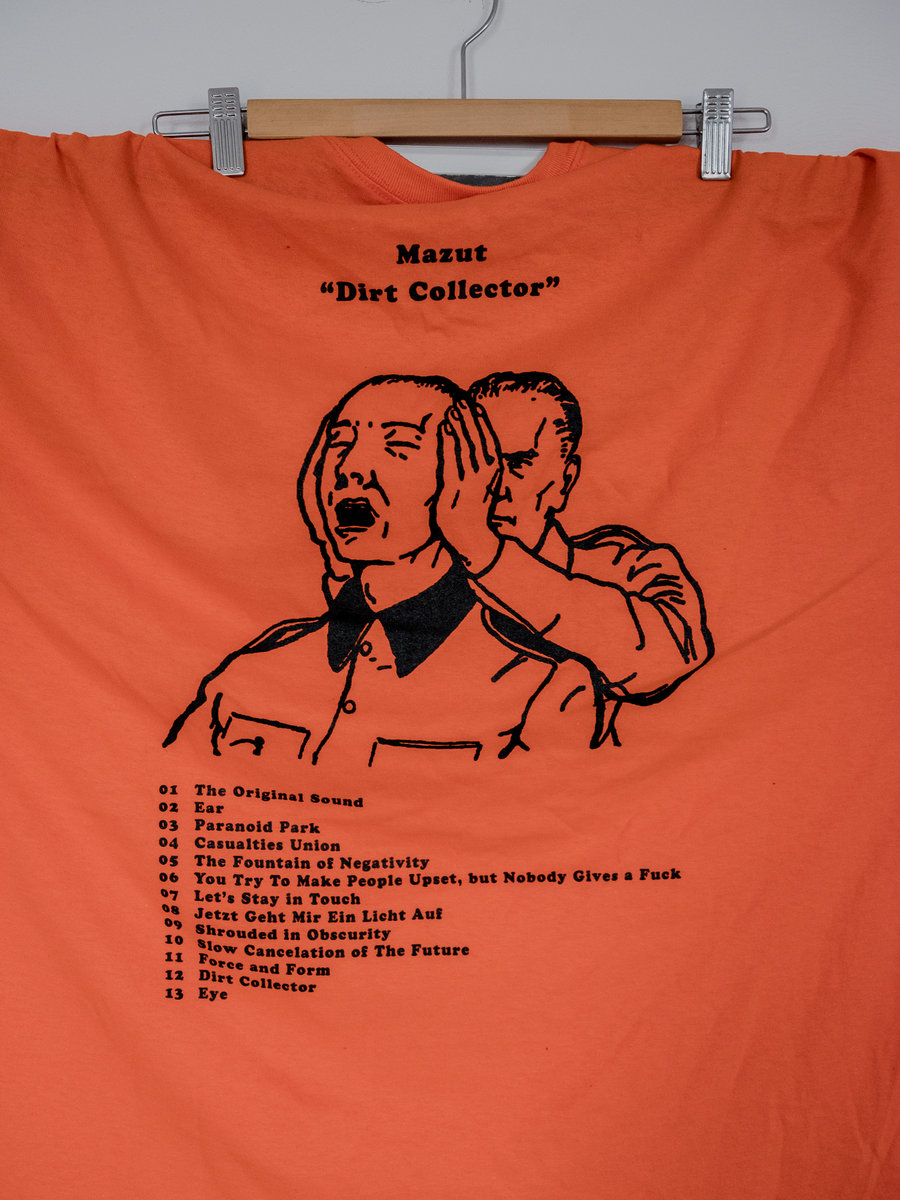 Mazut
“Dirt Collector”
01 The Original Sound
02 Ear
03 Paranoid Park
04 Casualties Union
05 The Fountain of Negativity
06 You Try To Make People Upset, but Nobody Gives a Fuck
07 Let’s Stay in Touch
08 Jetzt Geht Mir Ein Licht Auf
09 Shrouded in Obscurity
10 Slow Cancelation of The Future
11 Force and Form
12 Dirt Collector
13 Eye